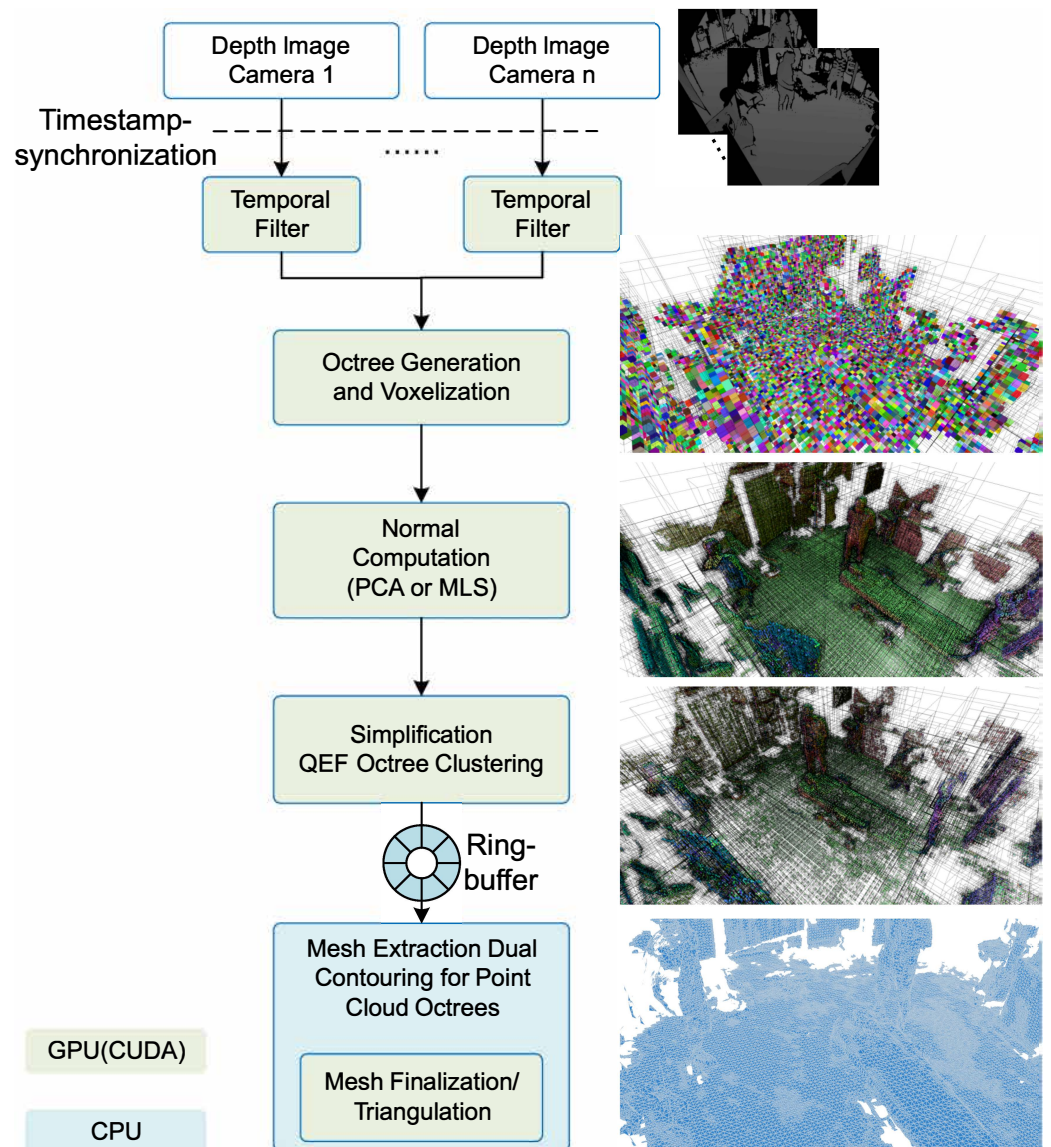 Depth Image
Camera 1
Depth Image
Camera n
Timestamp-
synchronization
......
Temporal
Filter
Temporal
Filter
Octree Generation
and Voxelization
Normal
Computation
(PCA or MLS)
Simplification
QEF Octree Clustering
Ring-
buffer
Mesh Extraction Dual
Contouring for Point
Cloud Octrees
Mesh Finalization/
Triangulation
GPU(CUDA)
CPU